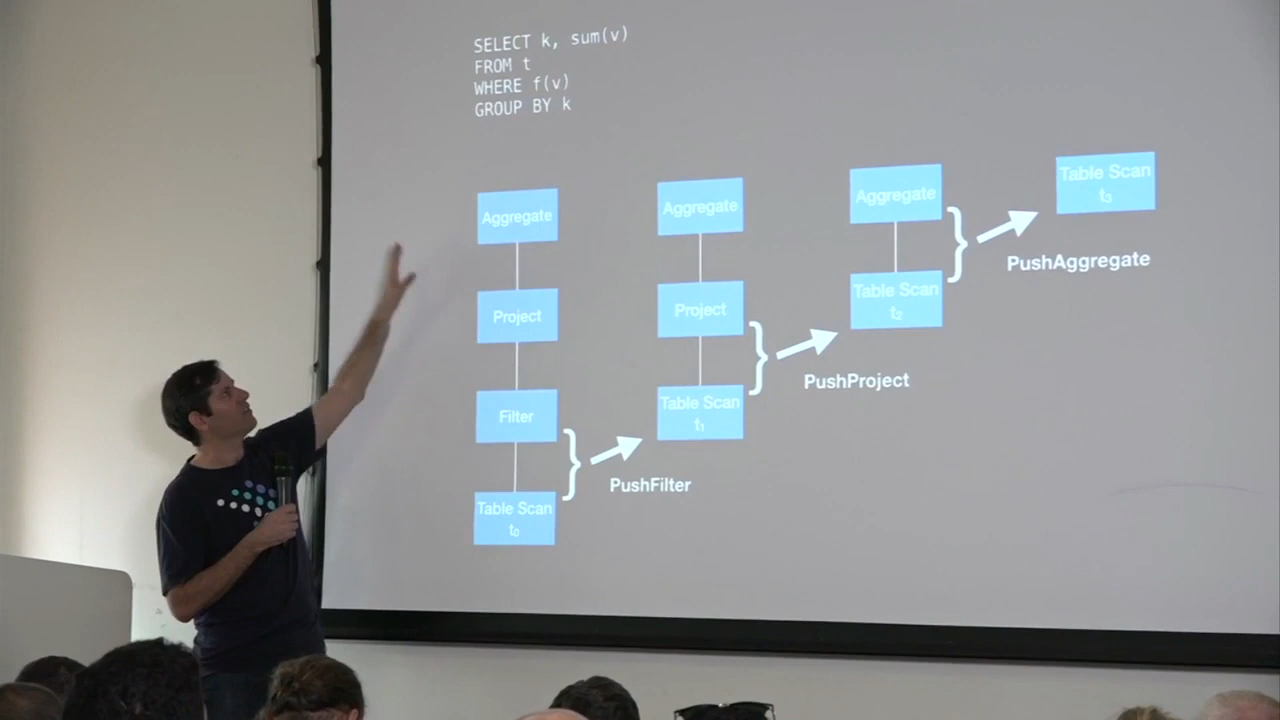 SELECT k, sum(v)
FROM t
WHERE f(v)
GROUP BY k
Aggregate
Project
Filter
Table Scan
t₀
PushFilter
Aggregate
Project
Table Scan
t₁
PushProject
Aggregate
Table Scan
t₂
PushAggregate
Table Scan
t₃